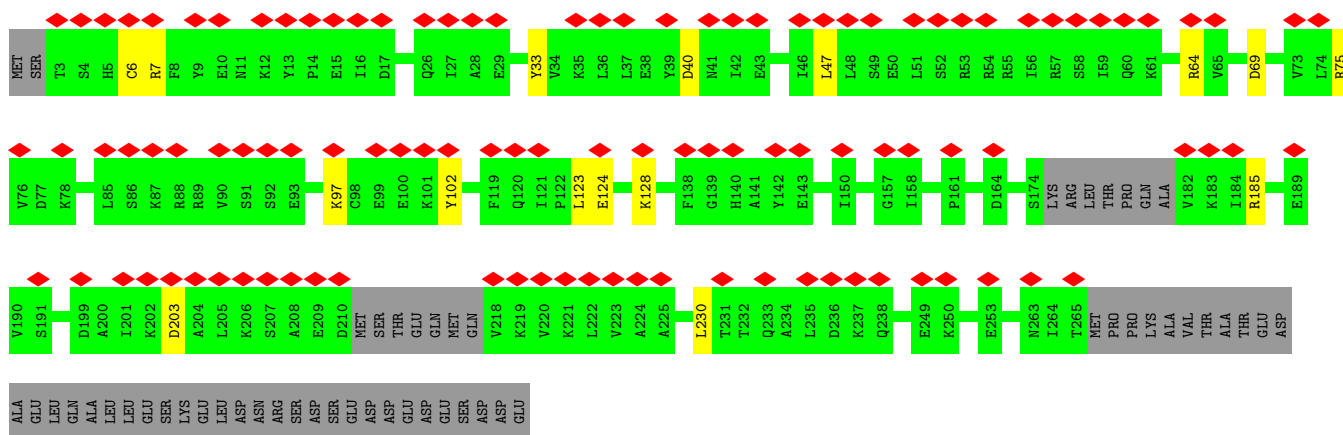 MET SER T3 S4 H5 C6 R7 F8 Y9 E10 N11 K12 Y13 P14 E15 I16 D17 Q26 I27 A28 E29 Y33 V34 K35 L36 L37 E38 Y39 D40 N41 I42 E43 I46 L47 L48 S49 E50 L51 S52 R53 R54 R55 I56 R57 S58 I59 Q60 K61 R64 V65 D69 V73 L74 R75
V76 D77 K78 L85 S86 K87 R88 R89 V90 S91 S92 E93 K97 C98 E99 E100 K101 Y102 F119 Q120 I121 P122 L123 E124 K128 F138 G139 H140 A141 Y142 E143 I150 G157 I158 P161 D164 S174 LYS ARG LEU THR PRO GLN ALA V182 K183 I184 R185 E189
V190 S191 D199 A200 I201 K202 D203 A204 L205 K206 S207 A208 E209 D210 MET SER THR GLU GLN MET GLN V218 K219 V220 K221 L222 V223 A224 A225 L230 T231 T232 Q233 A234 L235 D236 K237 Q238 E249 K250 E253 N263 I264 T265 MET PRO PRO LYS ALA VAL THR ALA THR GLU ASP
ALA GLU LEU GLN ALA LEU LEU GLU SER LYS GLU LEU ASP ASN ARG SER ASP SER GLU ASP ASP GLU ASP GLU SER ASP ASP GLU